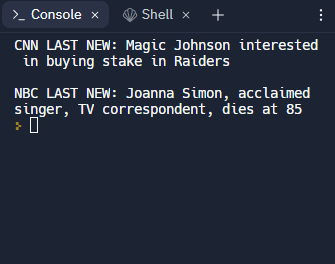 Console
Shell
CNN LAST NEW: Magic Johnson interested
in buying stake in Raiders
NBC LAST NEW: Joanna Simon, acclaimed
singer, TV correspondent, dies at 85